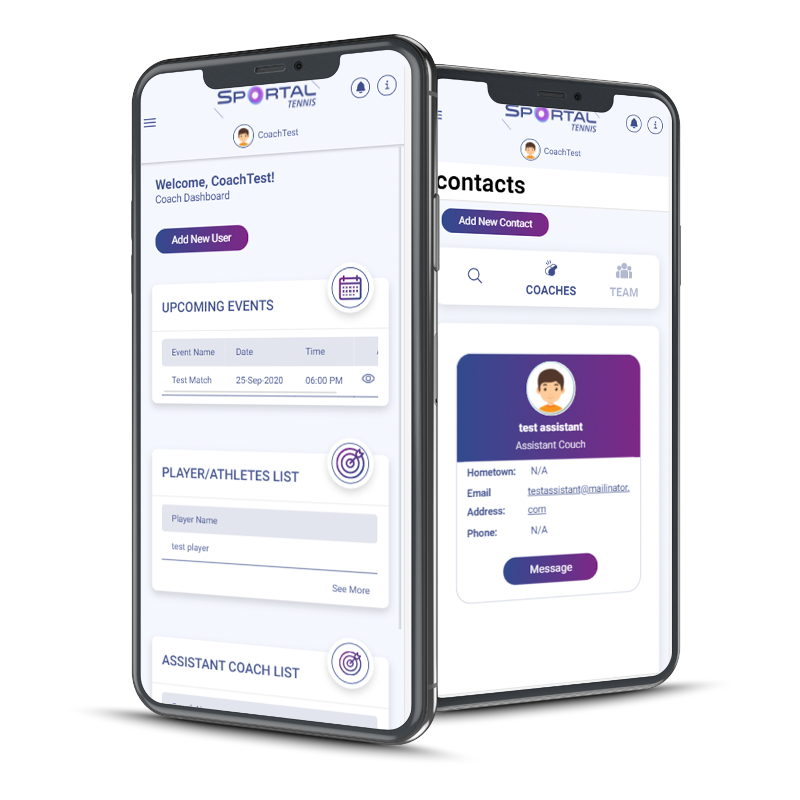 SPORTAL
TENNIS
CoachTest
Welcome, CoachTest!
Coach Dashboard
Add New User
UPCOMING EVENTS
Event Name Date Time
Test Match 25-Sep-2020 06:00 PM
PLAYER/ATHLETES LIST
Player Name
test player
See More
ASSISTANT COACH LIST
SPORTAL
TENNIS
CoachTest
contacts
Add New Contact
COACHES TEAM
test assistant
Assistant Couch
Hometown: N/A
Email testassistant@mailinator.
Address: com
Phone: N/A
Message